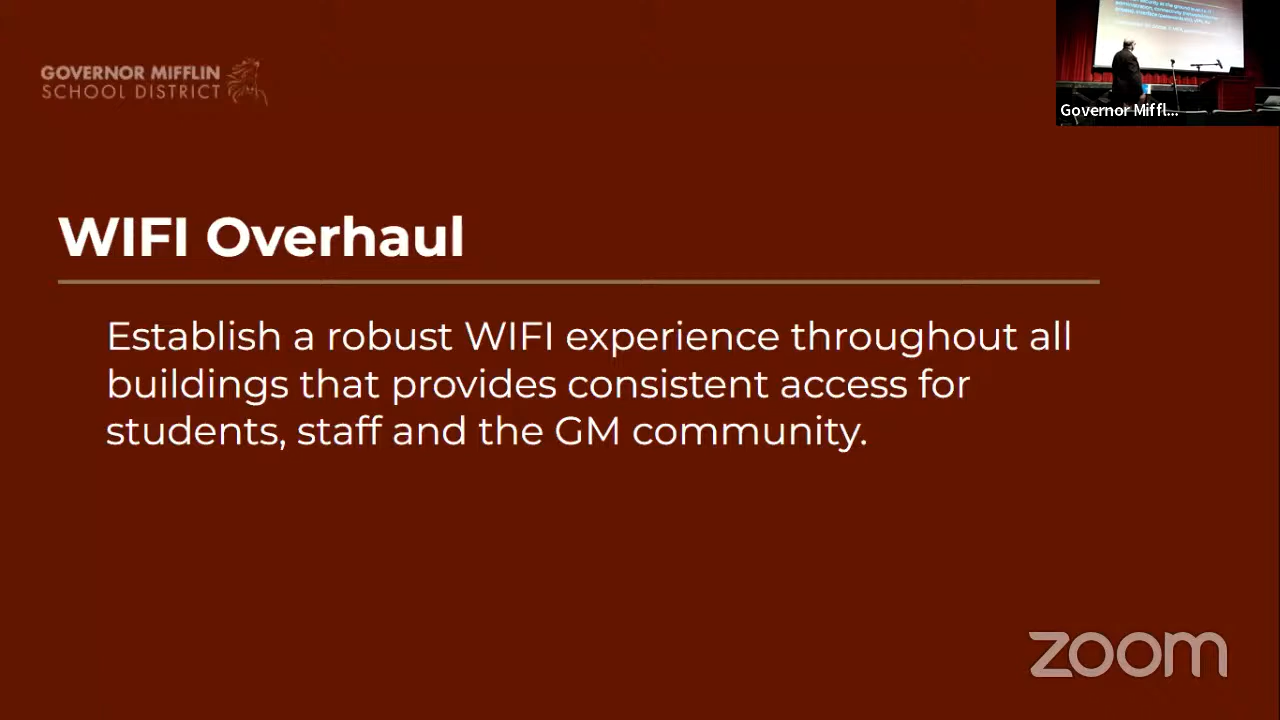 GOVERNOR MIFFLIN
SCHOOL DISTRICT
Governor Miffl...
WIFI Overhaul
Establish a robust WIFI experience throughout all
buildings that provides consistent access for
students, staff and the GM community.
zoom